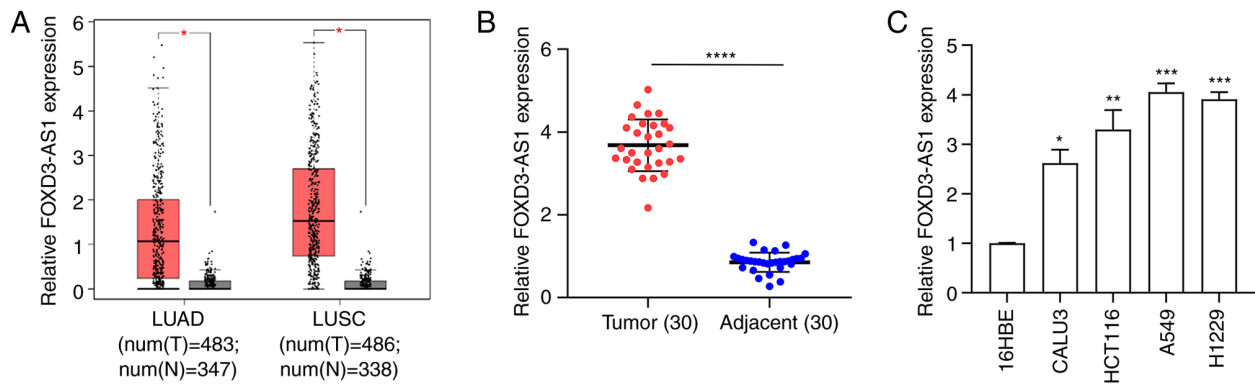 A
Relative FOXD3-AS1 expression
6
5
4
3
2
1
0
*
*
LUAD
(num(T)=483;
num(N)=347)
LUSC
(num(T)=486;
num(N)=338)
B
Relative FOXD3-AS1 expression
6
4
2
0
****
Tumor (30)
Adjacent (30)
C
Relative FOXD3-AS1 expression
5
4
3
2
1
0
*
**
***
***
16HBE
CALU3
HCT116
A549
H1229